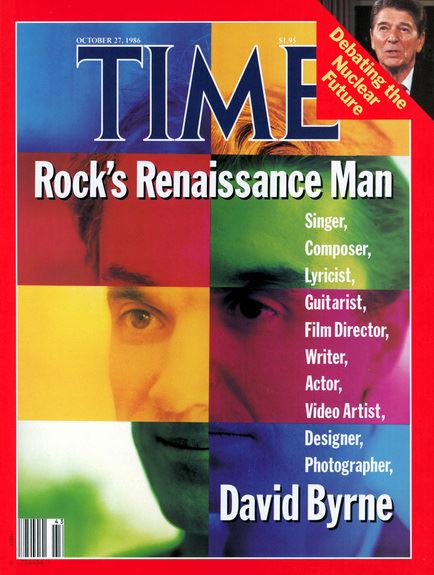 OCTOBER 27, 1986
$1.95
TIME
Debating the
Nuclear
Future
Rock's Renaissance Man
Singer,
Composer,
Lyricist,
Guitarist,
Film Director,
Writer,
Actor,
Video Artist,
Designer,
Photographer,
David Byrne
43